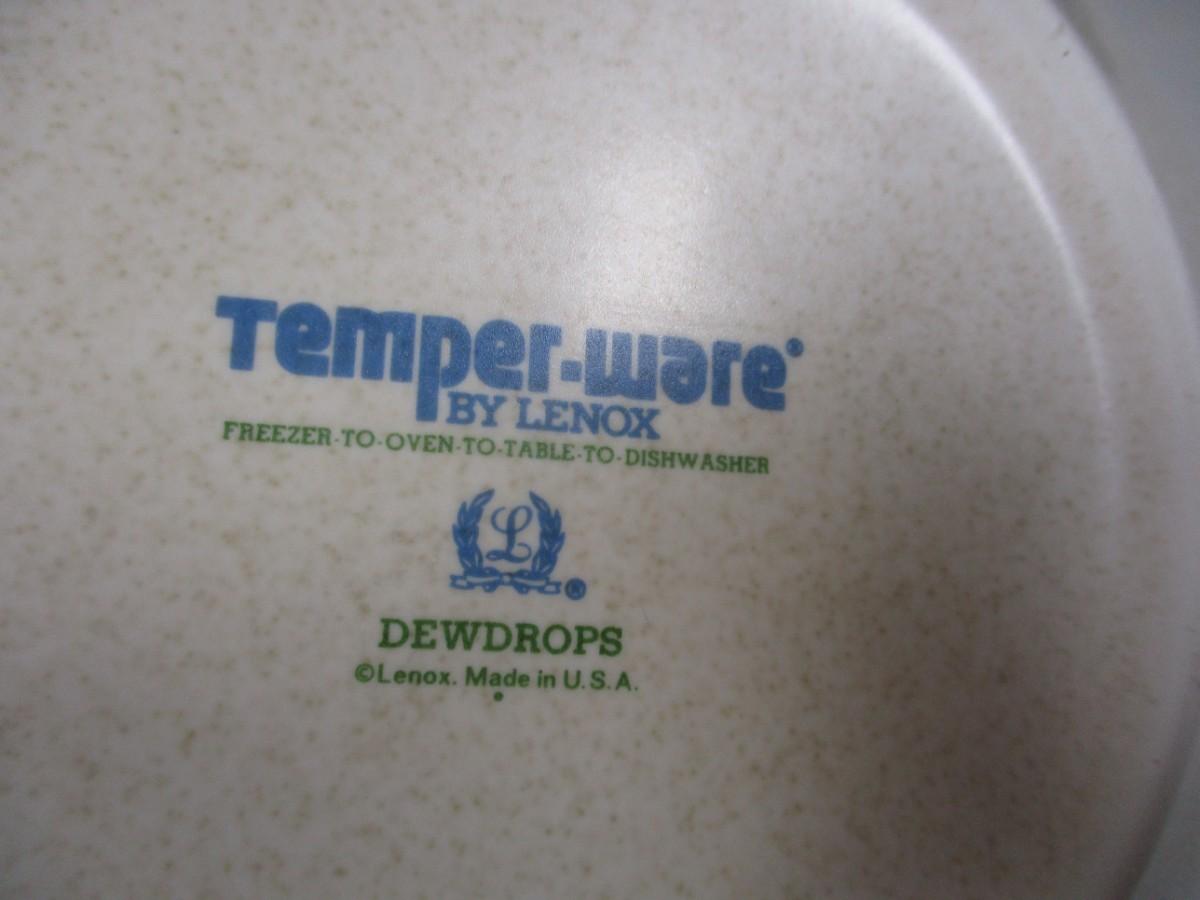 Temper-ware®
BY LENOX
FREEZER-TO-OVEN-TO-TABLE-TO-DISHWASHER
L
®
DEWDROPS
©Lenox. Made in U.S.A.